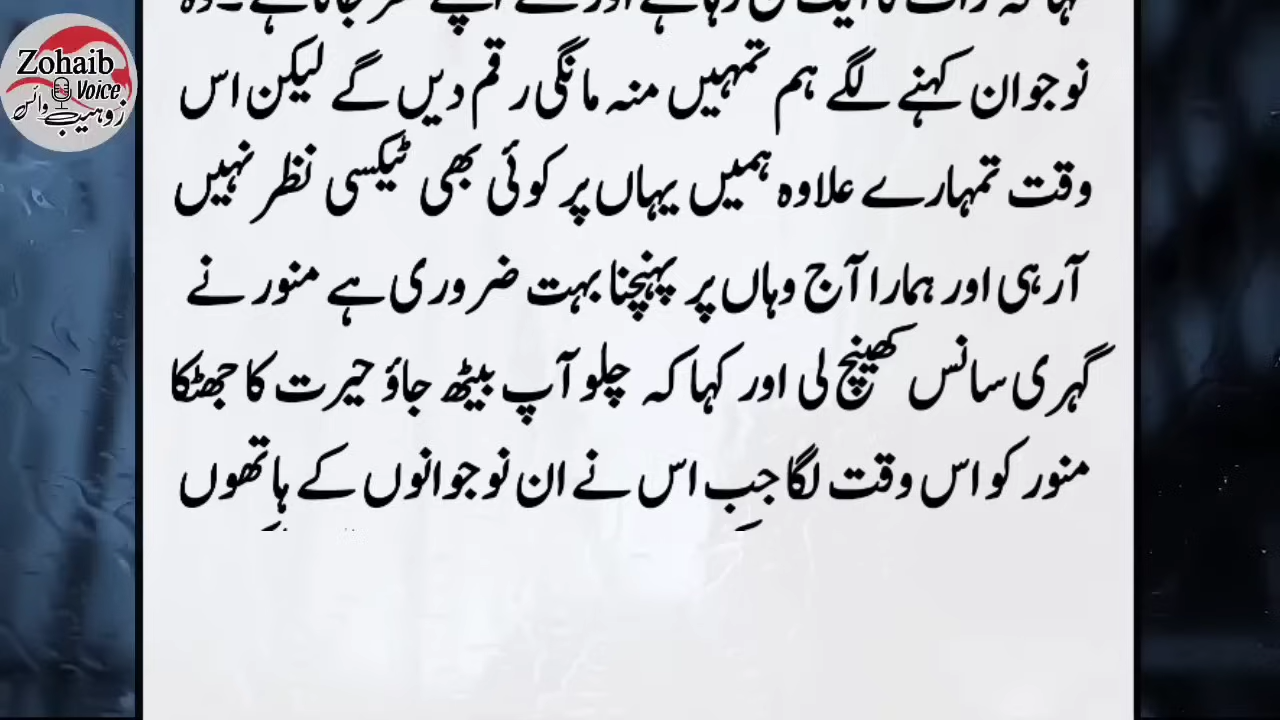 Zohaib
Voice
زوہیب وائس
نوجوان کہنے لگے ہم تمہیں منہ مانگی رقم دیں گے لیکن اس
وقت تمہارے علاوہ ہمیں یہاں پر کوئی بھی ٹیکسی نظر نہیں
آرہی اور ہمارا آج وہاں پر پہنچنا بہت ضروری ہے منور نے
گہری سانس کھینچ لی اور کہا کہ چلو آپ بیٹھ جاؤ حیرت کا جھٹکا
منور کو اس وقت لگا جب اس نے ان نوجوانوں کے ہاتھوں